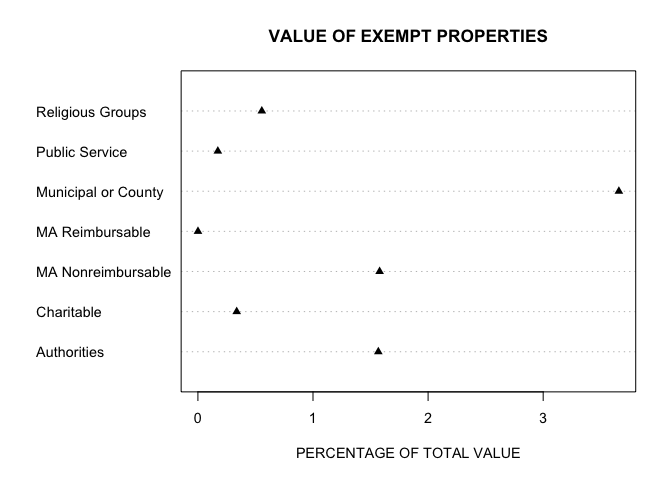 VALUE OF EXEMPT PROPERTIES
Religious Groups
Public Service
Municipal or County
MA Reimbursable
MA Nonreimbursable
Charitable
Authorities
0 1 2 3
PERCENTAGE OF TOTAL VALUE